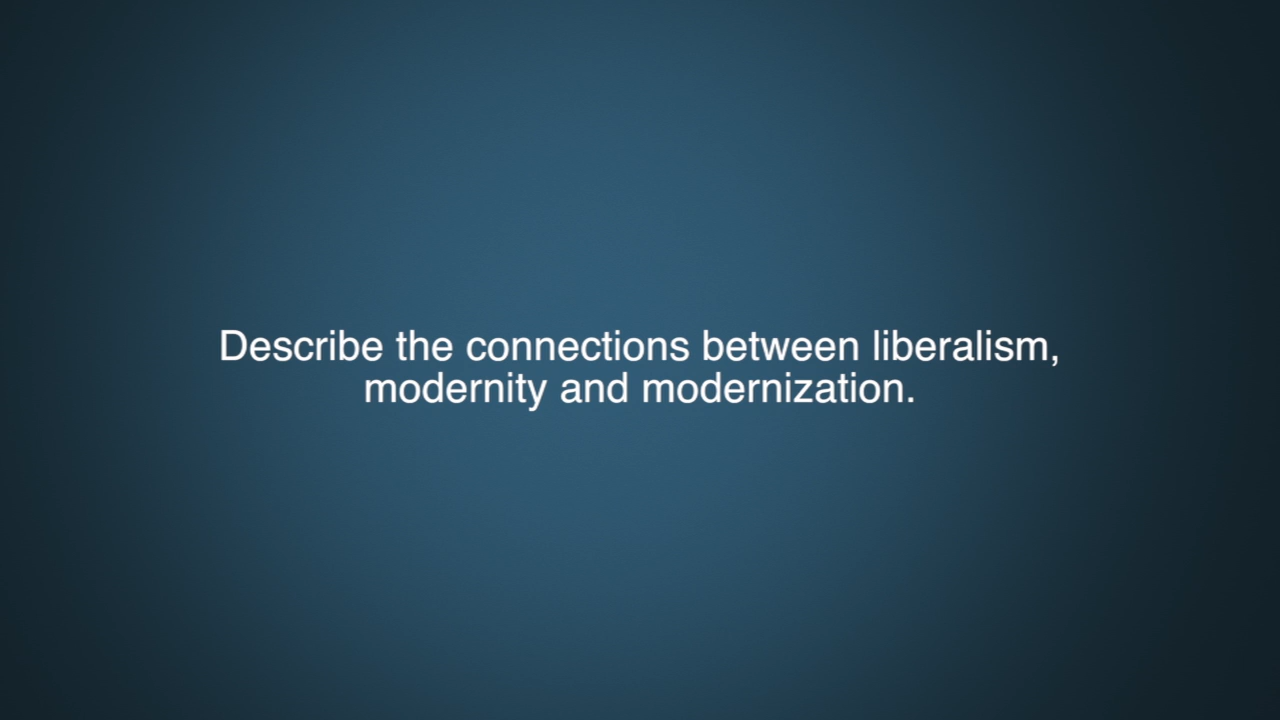 Describe the connections between liberalism,
modernity and modernization.